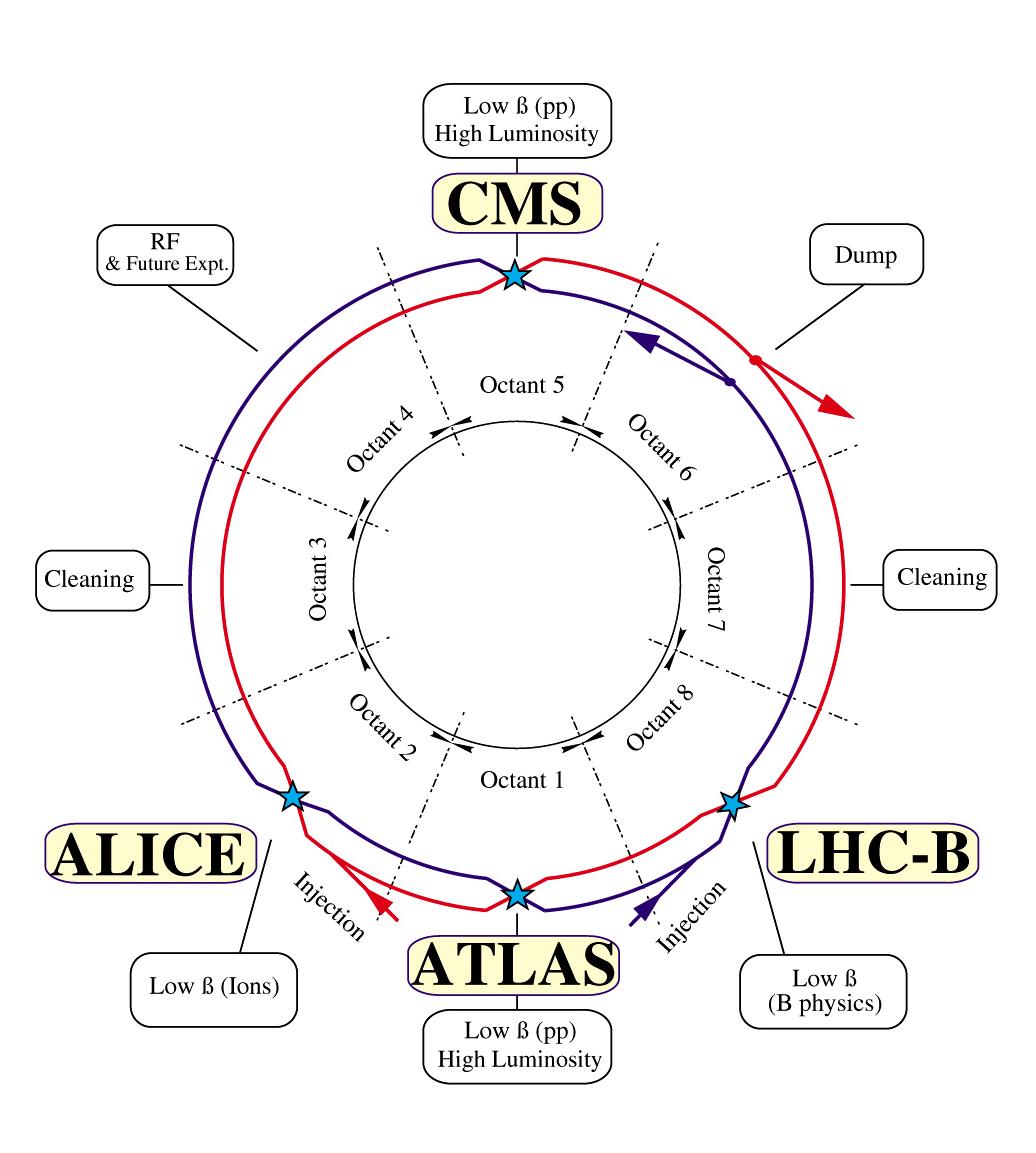 Low ß (pp)
High Luminosity
CMS
RF
& Future Expt.
Dump
Octant 5
Octant 4
Octant 6
Octant 3
Octant 7
Cleaning
Cleaning
Octant 2
Octant 8
Octant 1
ALICE
LHC-B
Injection
Injection
ATLAS
Low ß (Ions)
Low ß
(B physics)
Low ß (pp)
High Luminosity